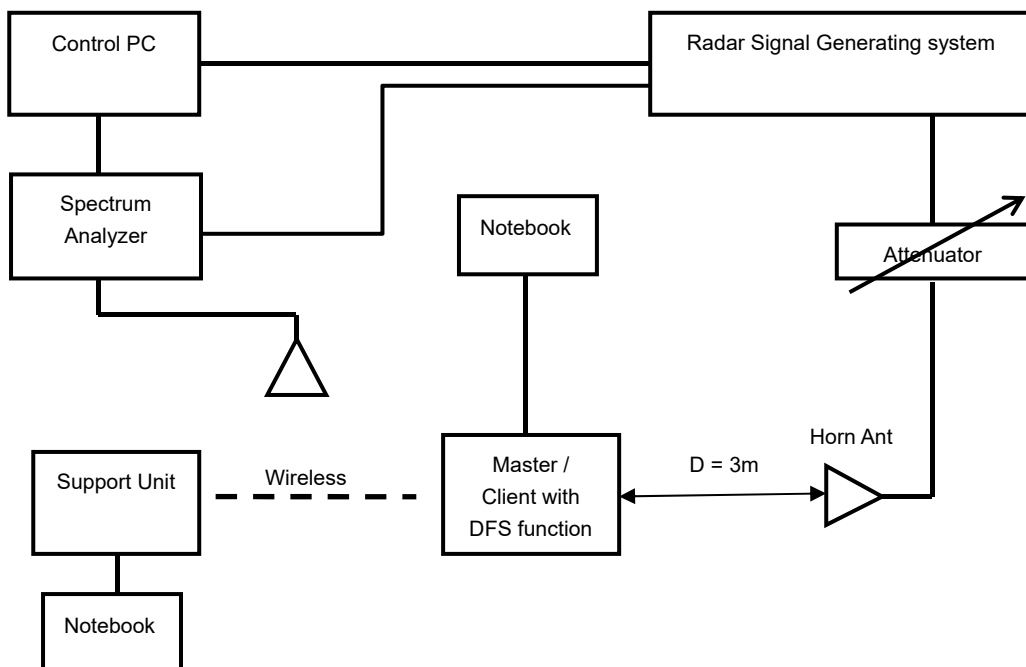 Control PC
Radar Signal Generating system
Spectrum
Analyzer
Notebook
Attenuator
Horn Ant
Support Unit
Wireless
Master /
Client with
DFS function
D = 3m
Notebook